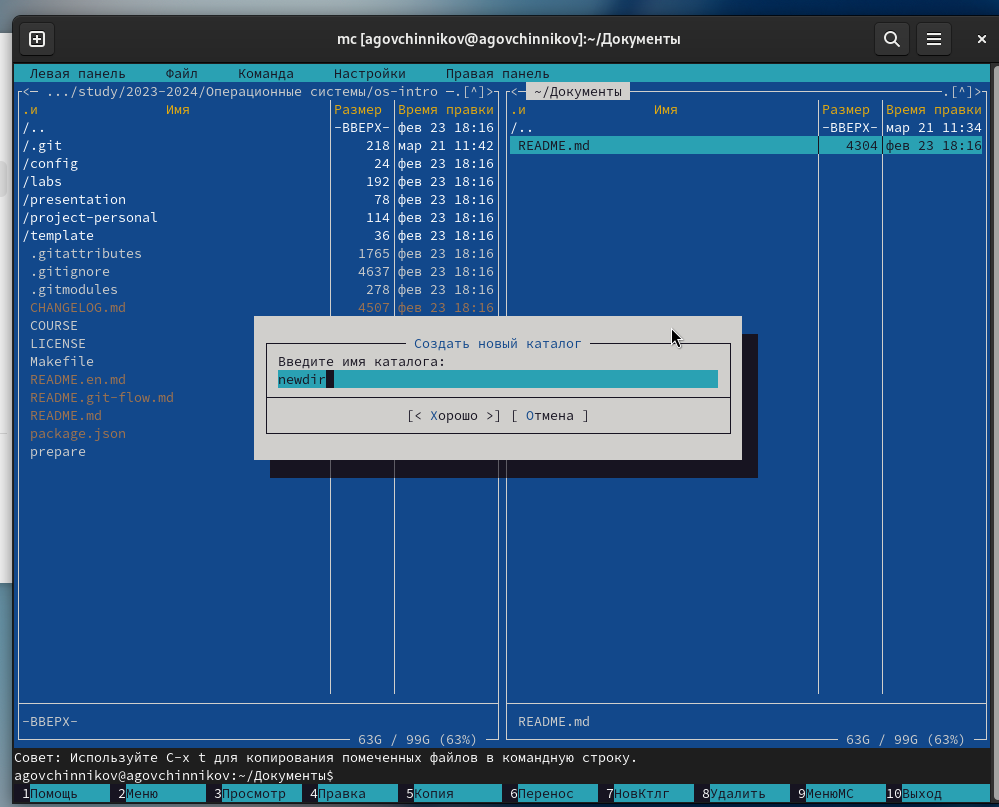 mc [agovchinnikov@agovchinnikov]:~/Документы
Левая панель Файл Команда Настройки Правая панель
<─ .../study/2023-2024/Операционные системы/os-intro ─.[^]>
.и Имя Размер Время правки
/.. -ВВЕРХ- фев 23 18:16
/.git 218 мар 21 11:42
/config 24 фев 23 18:16
/labs 192 фев 23 18:16
/presentation 78 фев 23 18:16
/project-personal 114 фев 23 18:16
/template 36 фев 23 18:16
.gitattributes 1765 фев 23 18:16
.gitignore 4637 фев 23 18:16
.gitmodules 278 фев 23 18:16
CHANGELOG.md 4507 фев 23 18:16
COURSE
LICENSE
Makefile
README.en.md
README.git-flow.md
README.md
package.json
prepare
-ВВЕРХ-
63G / 99G (63%)
<─ ~/Документы ─.[^]>
.и Имя Размер Время правки
/.. -ВВЕРХ- мар 21 11:34
README.md 4304 фев 23 18:16
README.md
63G / 99G (63%)
Создать новый каталог
Введите имя каталога:
newdir
[< Хорошо >] [ Отмена ]
Совет: Используйте C-x t для копирования помеченных файлов в командную строку.
agovchinnikov@agovchinnikov:~/Документы$
1Помощь 2Меню 3Просмотр 4Правка 5Копия 6Перенос 7НовКтлг 8Удалить 9МенюMC 10Выход